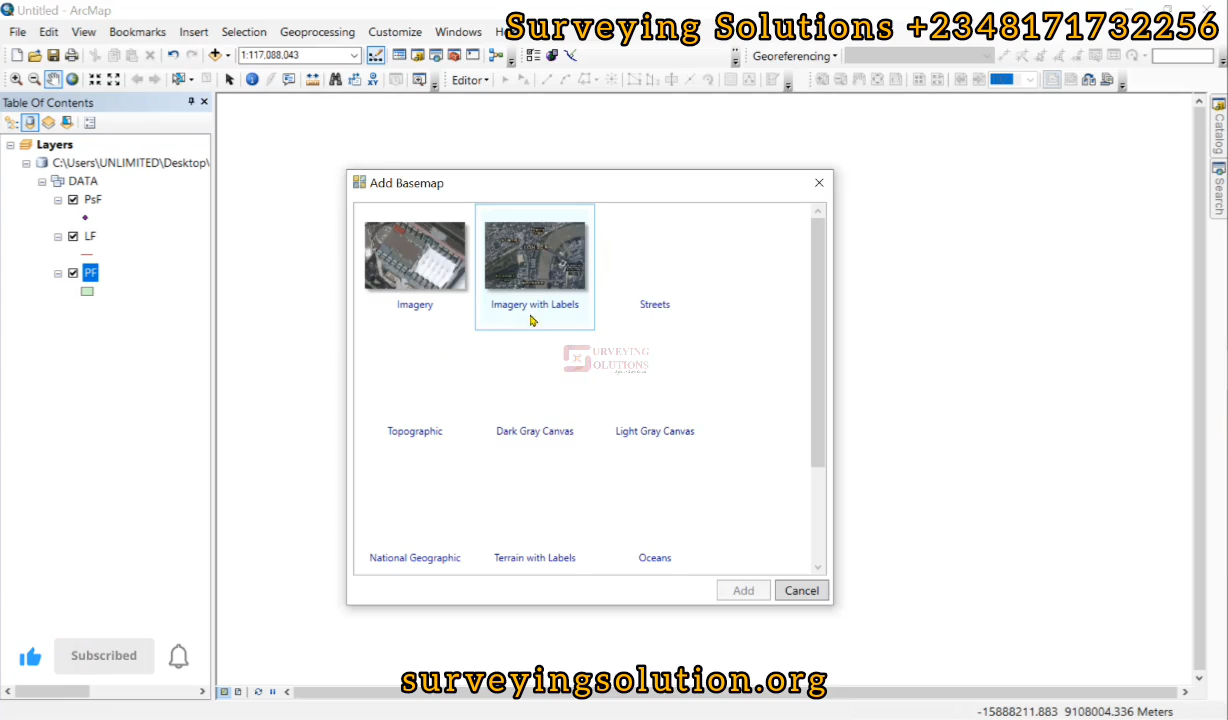 Untitled - ArcMap
Surveying Solutions +2348171732256
File Edit View Bookmarks Insert Selection Geoprocessing Customize Windows
1:117,088,043
Georeferencing
Editor
Table Of Contents
Layers
C:\Users\UNLIMITED\Desktop\
DATA
PsF
LF
PF
Catalog
Search
Add Basemap
Imagery
Imagery with Labels
Streets
URVEYING
OLUTIONS
Topographic
Dark Gray Canvas
Light Gray Canvas
National Geographic
Terrain with Labels
Oceans
Add
Cancel
Subscribed
surveyingsolution.org
-15888211.883 9108004.336 Meters